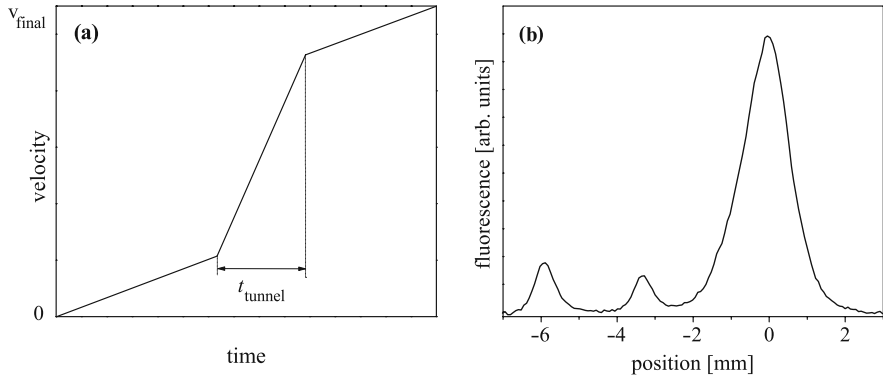 v_final
(a)
velocity
0
t_tunnel
time
(b)
fluorescence [arb. units]
-6
-4
-2
0
2
position [mm]